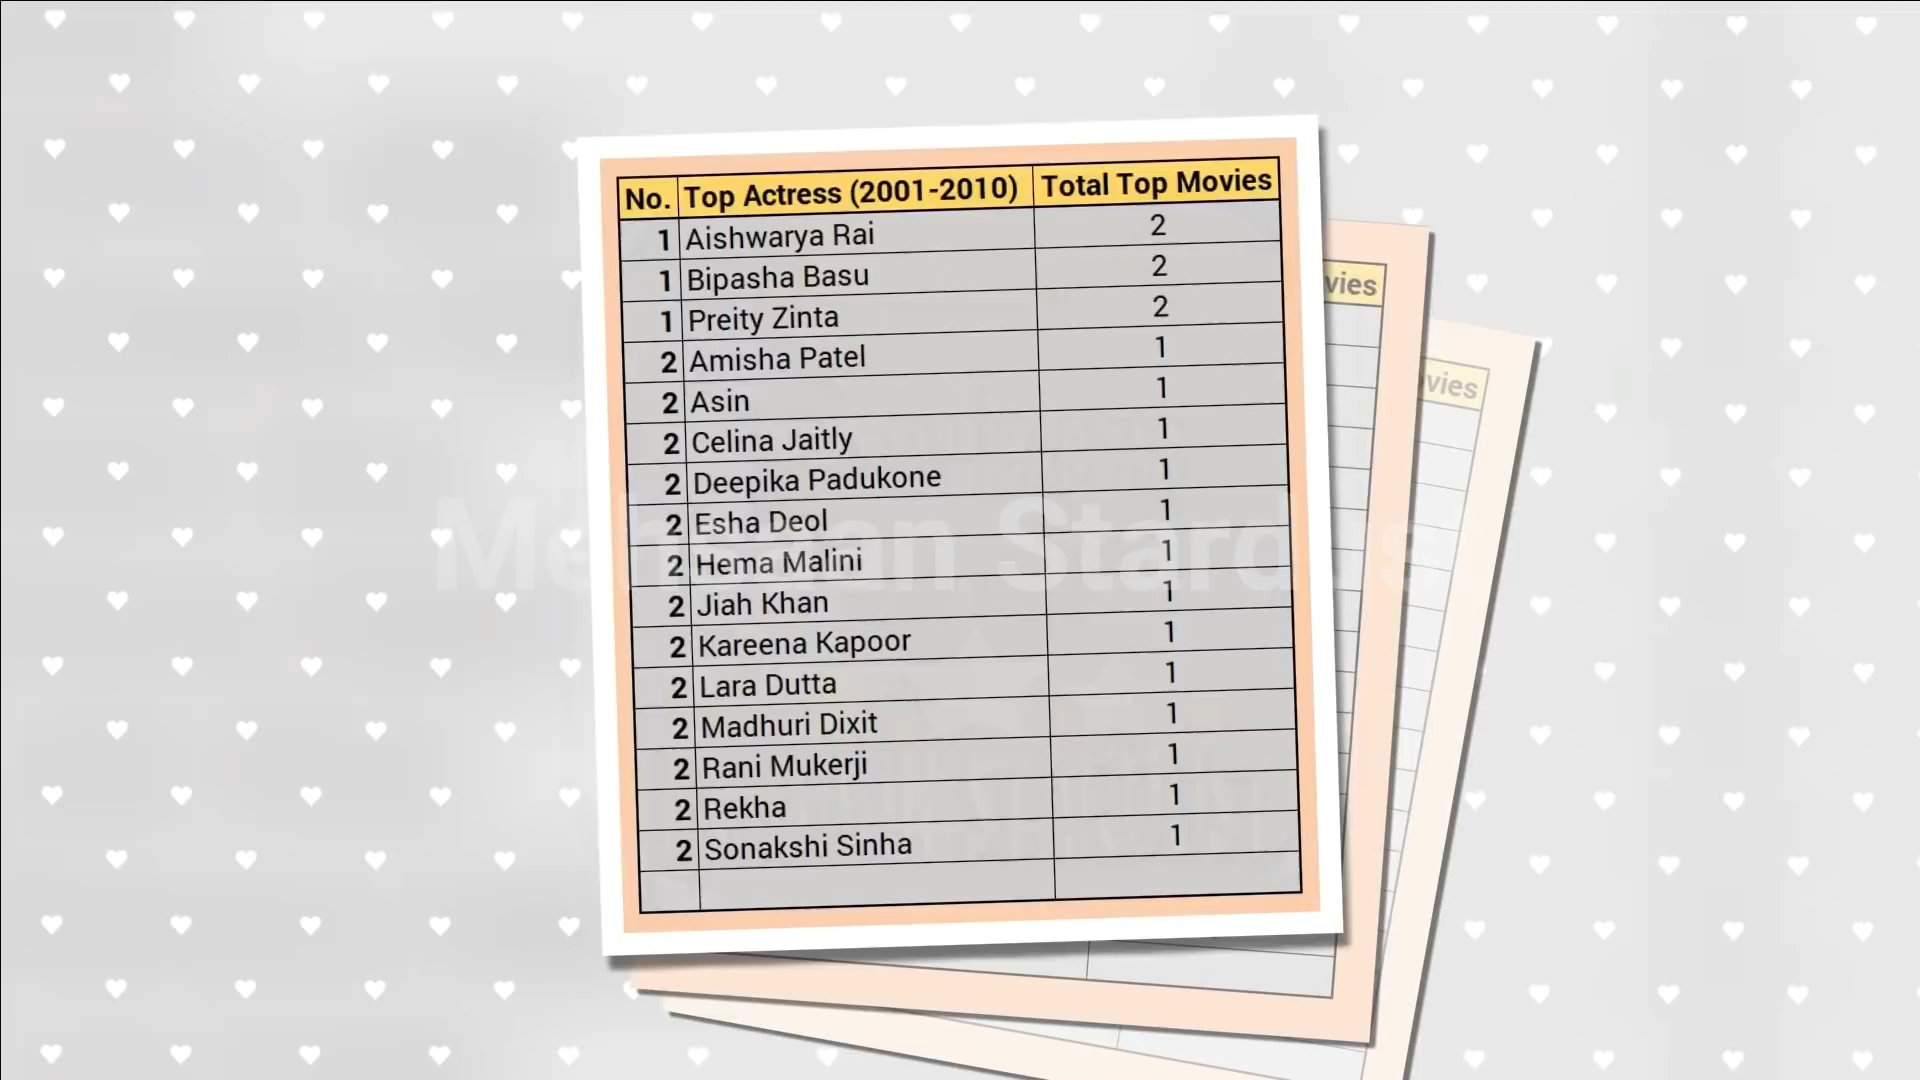 No. Top Actress (2001-2010) Total Top Movies
1 Aishwarya Rai 2
1 Bipasha Basu 2
1 Preity Zinta 2
2 Amisha Patel 1
2 Asin 1
2 Celina Jaitly 1
2 Deepika Padukone 1
2 Esha Deol 1
2 Hema Malini 1
2 Jiah Khan 1
2 Kareena Kapoor 1
2 Lara Dutta 1
2 Madhuri Dixit 1
2 Rani Mukerji 1
2 Rekha 1
2 Sonakshi Sinha 1
vies
vies